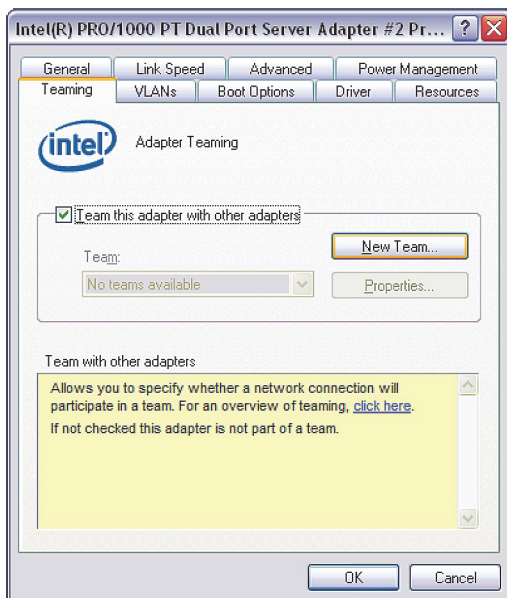 Intel(R) PRO/1000 PT Dual Port Server Adapter #2 Pr... ?
General Link Speed Advanced Power Management
Teaming VLANs Boot Options Driver Resources
intel Adapter Teaming
Team this adapter with other adapters
New Team...
Team:
No teams available Properties...
Team with other adapters
Allows you to specify whether a network connection will
participate in a team. For an overview of teaming, click here.
If not checked this adapter is not part of a team.
OK Cancel